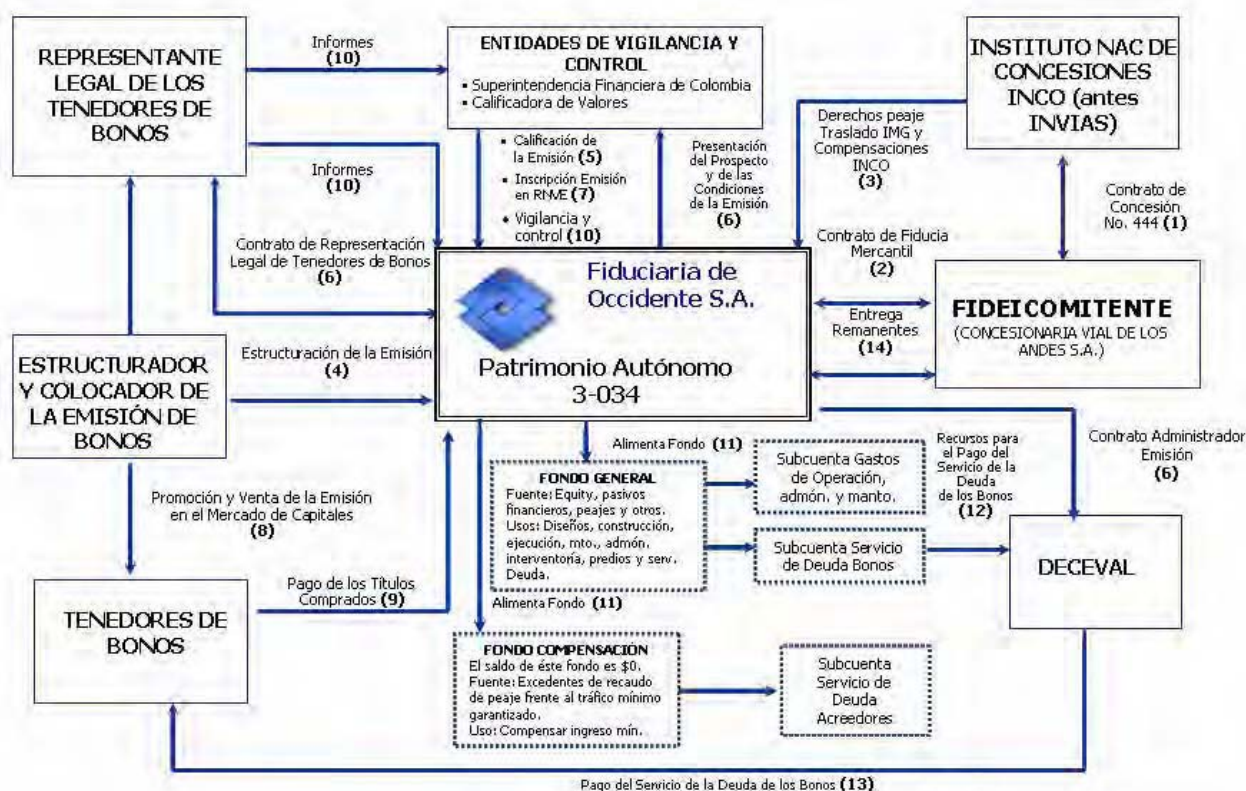 REPRESENTANTE
LEGAL DE LOS
TENEDORES DE
BONOS
Informes
(10)
ENTIDADES DE VIGILANCIA Y
CONTROL
• Superintendencia Financiera de Colombia
• Calificadora de Valores
INSTITUTO NAC DE
CONCESIONES
INCO (antes
INVIAS)
Informes
(10)
• Calificación de
la Emisión (5)
• Inscripción Emisión
en RNVE (7)
• Vigilancia y
control (10)
Presentación
del Prospecto
y de las
Condiciones
de la Emisión
(6)
Derechos peaje
Traslado IMG y
Compensaciones
INCO
(3)
Contrato de
Concesión
No. 444 (1)
Contrato de Representación
Legal de Tenedores de Bonos
(6)
Fiduciaria de
Occidente S.A.
Patrimonio Autónomo
3-034
Contrato de Fiducia
Mercantil
(2)
Entrega
Remanentes
(14)
FIDEICOMITENTE
(CONCESIONARIA VIAL DE LOS
ANDES S.A.)
ESTRUCTURADOR
Y COLOCADOR DE
LA EMISIÓN DE
BONOS
Estructuración de la Emisión
(4)
Promoción y Venta de la Emisión
en el Mercado de Capitales
(8)
Alimenta Fondo (11)
FONDO GENERAL
Fuente: Equity, pasivos
financieros, peajes y otros.
Usos: Diseños, construcción,
ejecución, mto., admón.
interventoría, predios y serv.
Deuda.
Subcuenta Gastos
de Operación,
admón. y manto.
Subcuenta Servicio
de Deuda Bonos
Recursos para
el Pago del
Servicio de la
Deuda
de los Bonos
(12)
Contrato Administrador
Emisión
(6)
DECEVAL
TENEDORES DE
BONOS
Pago de los Títulos
Comprados (9)
Alimenta Fondo (11)
FONDO COMPENSACIÓN
El saldo de éste fondo es $0.
Fuente: Excedentes de recaudo
de peaje frente al tráfico mínimo
garantizado.
Uso: Compensar ingreso mín.
Subcuenta
Servicio de
Deuda
Acreedores
Pago del Servicio de la Deuda de los Bonos (13)